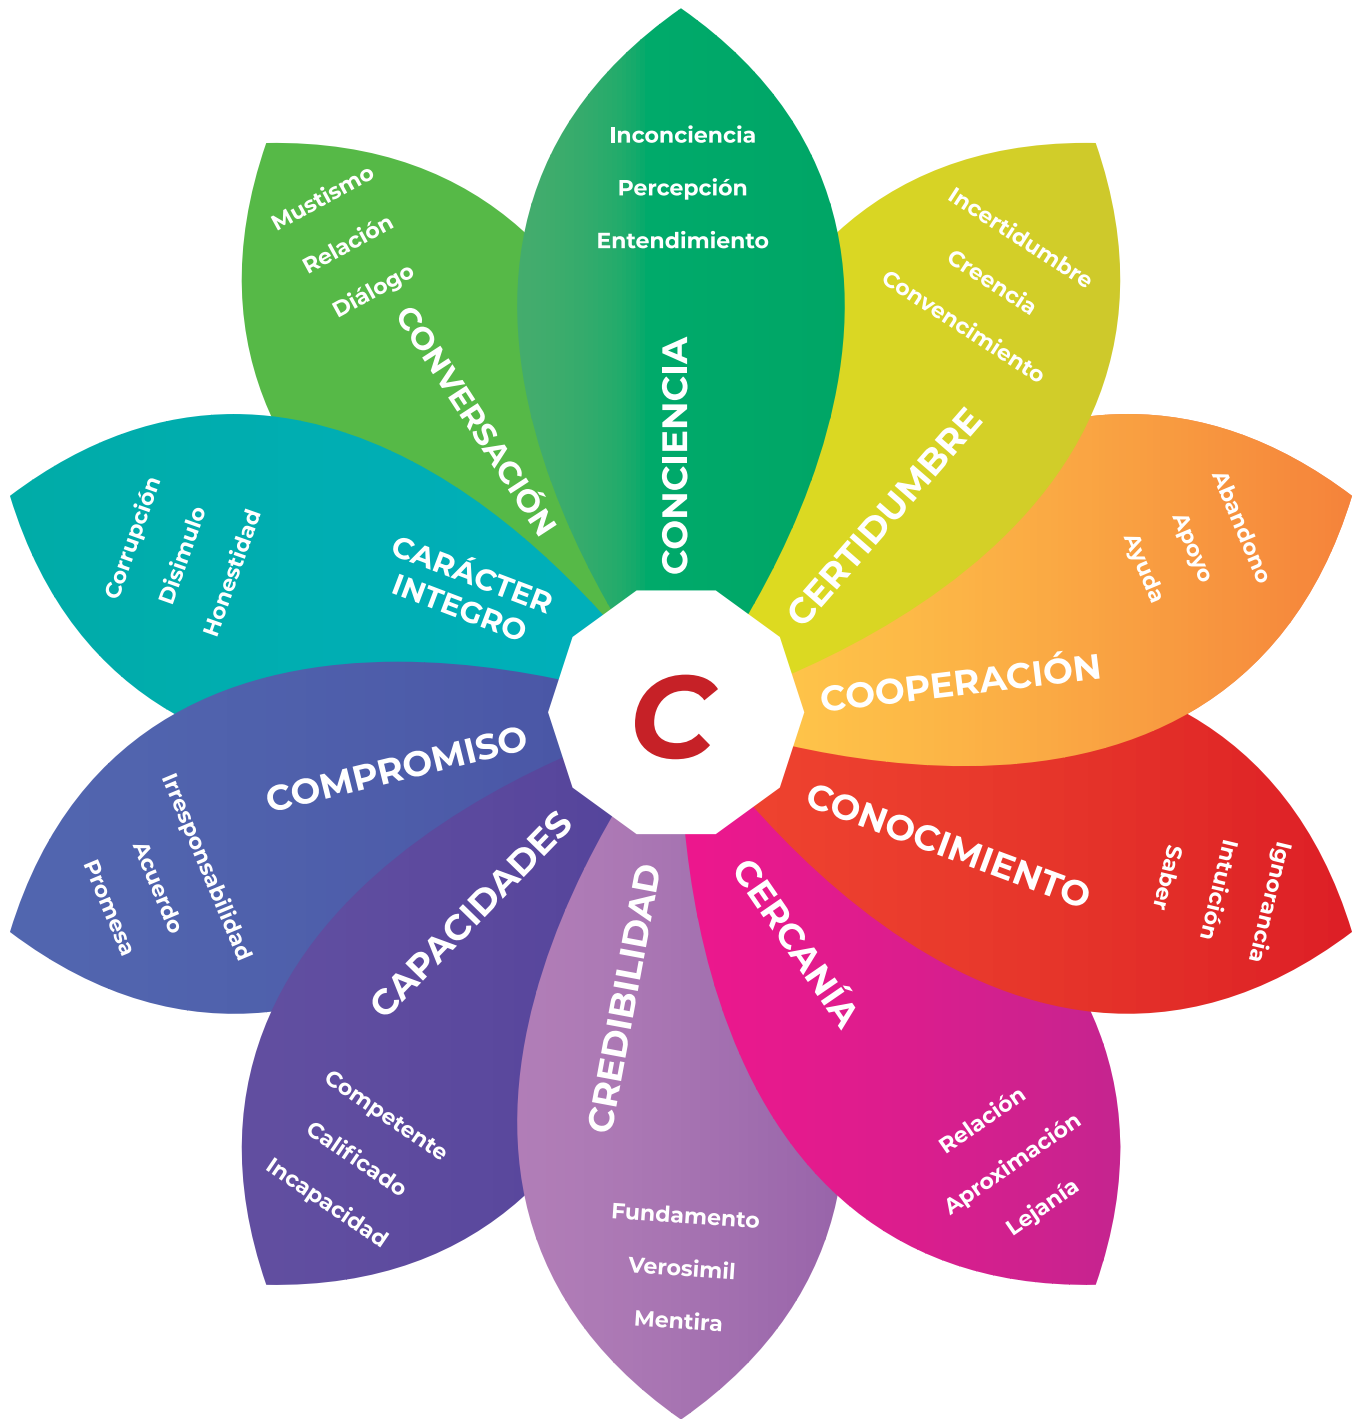 Inconciencia
Percepción
Entendimiento
CONCIENCIA
Incertidumbre
Creencia
Convencimiento
CERTIDUMBRE
Abandono
Apoyo
Ayuda
COOPERACIÓN
Ignorancia
Intuición
Saber
CONOCIMIENTO
CERCANÍA
Relación
Aproximación
Lejanía
CREDIBILIDAD
Fundamento
Verosimil
Mentira
CAPACIDADES
Competente
Calificado
Incapacidad
COMPROMISO
Irresponsabilidad
Acuerdo
Promesa
CARÁCTER
INTEGRO
Corrupción
Disimulo
Honestidad
Mustismo
Relación
Diálogo
CONVERSACIÓN
C